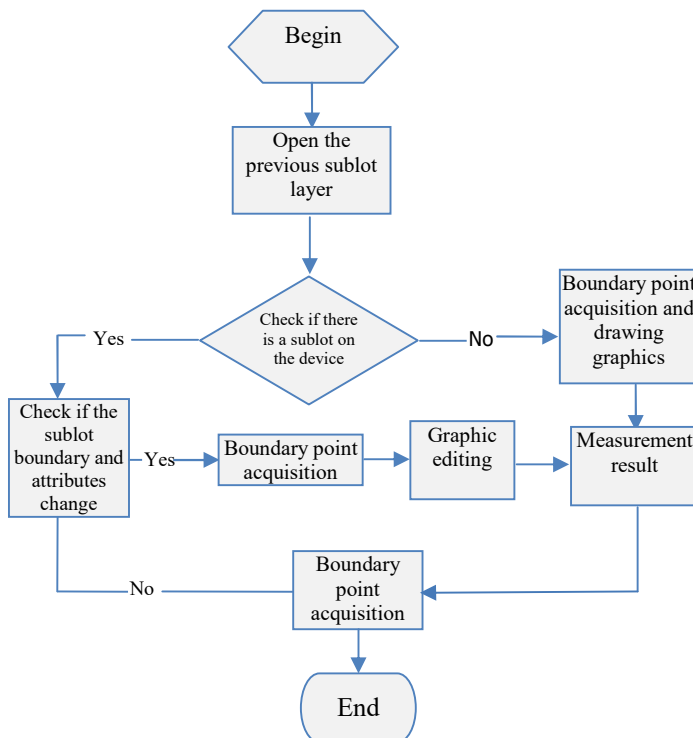 Begin
Open the
previous sublot
layer
Check if there
is a sublot on
the device
Yes
No
Boundary point
acquisition and
drawing
graphics
Check if the
sublot
boundary and
attributes
change
Yes
Boundary point
acquisition
Graphic
editing
Measurement
result
No
Boundary
point
acquisition
End